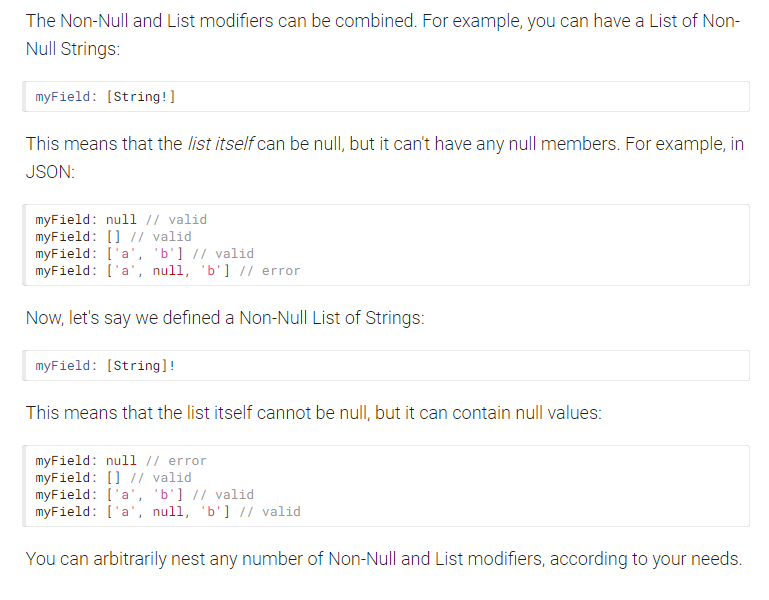 The Non-Null and List modifiers can be combined. For example, you can have a List of Non-
Null Strings:
myField: [String!]
This means that the list itself can be null, but it can't have any null members. For example, in
JSON:
myField: null // valid
myField: [] // valid
myField: ['a', 'b'] // valid
myField: ['a', null, 'b'] // error
Now, let's say we defined a Non-Null List of Strings:
myField: [String]!
This means that the list itself cannot be null, but it can contain null values:
myField: null // error
myField: [] // valid
myField: ['a', 'b'] // valid
myField: ['a', null, 'b'] // valid
You can arbitrarily nest any number of Non-Null and List modifiers, according to your needs.